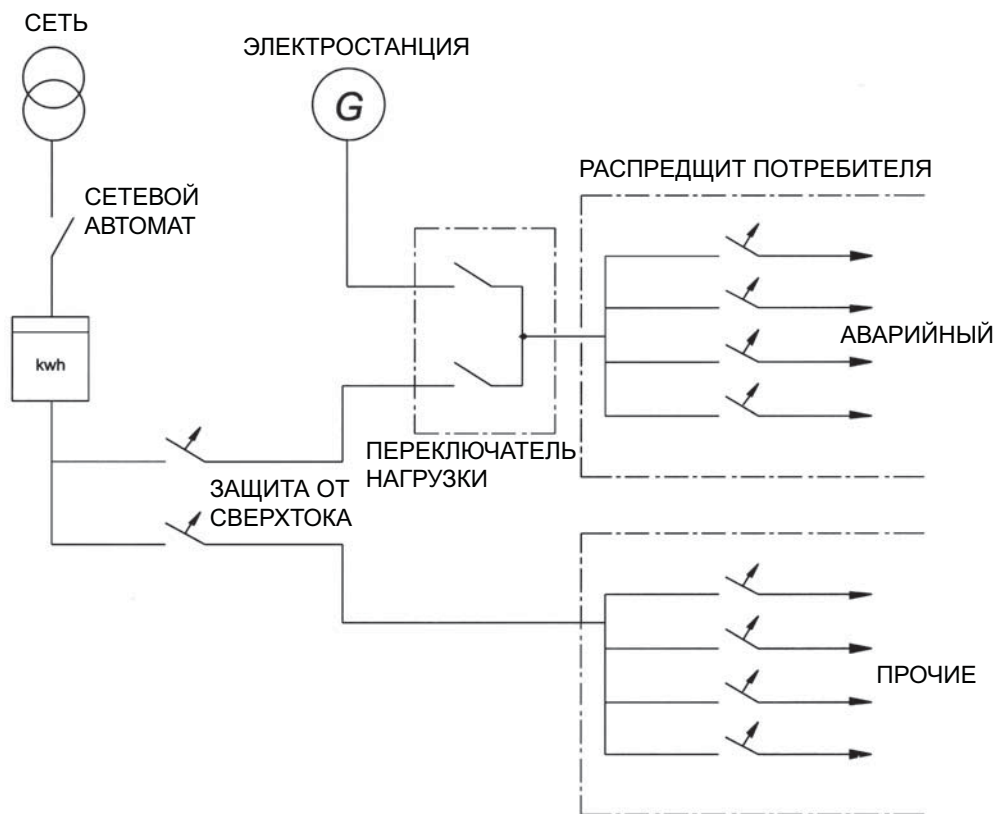 СЕТЬ
ЭЛЕКТРОСТАНЦИЯ
G
РАСПРЕДЩИТ ПОТРЕБИТЕЛЯ
СЕТЕВОЙ
АВТОМАТ
kwh
АВАРИЙНЫЙ
ПЕРЕКЛЮЧАТЕЛЬ
НАГРУЗКИ
ЗАЩИТА ОТ
СВЕРХТОКА
ПРОЧИЕ